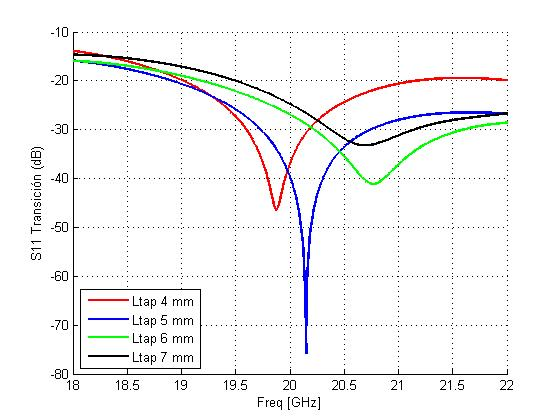 -10
-20
-30
-40
-50
-60
-70
-80
S11 Transición (dB)
Ltap 4 mm
Ltap 5 mm
Ltap 6 mm
Ltap 7 mm
18 18.5 19 19.5 20 20.5 21 21.5 22
Freq [GHz]